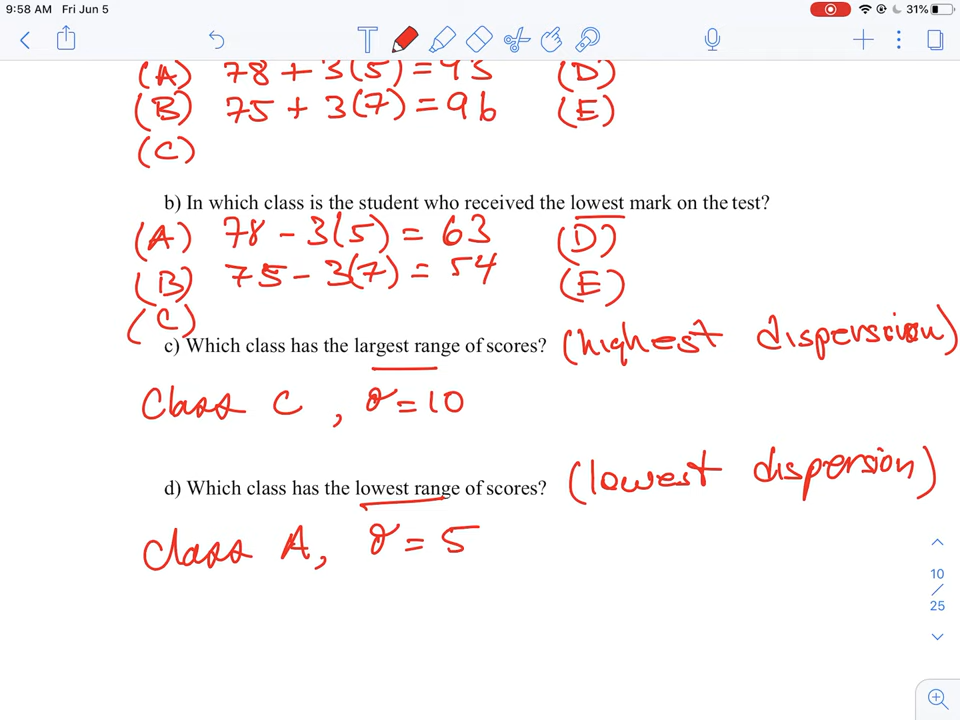 9:58 AM Fri Jun 5 31%
T
(A) 78 + 3(5) = 93 (D)
(B) 75 + 3(7) = 96 (E)
(C)
b) In which class is the student who received the lowest mark on the test?
(A) 78 - 3(5) = 63 (D)
(B) 75 - 3(7) = 54 (E)
(C)
c) Which class has the largest range of scores? (highest disperscion)
Class C, σ = 10
d) Which class has the lowest range of scores? (lowest dispersion)
Class A, σ = 5
10
/
25